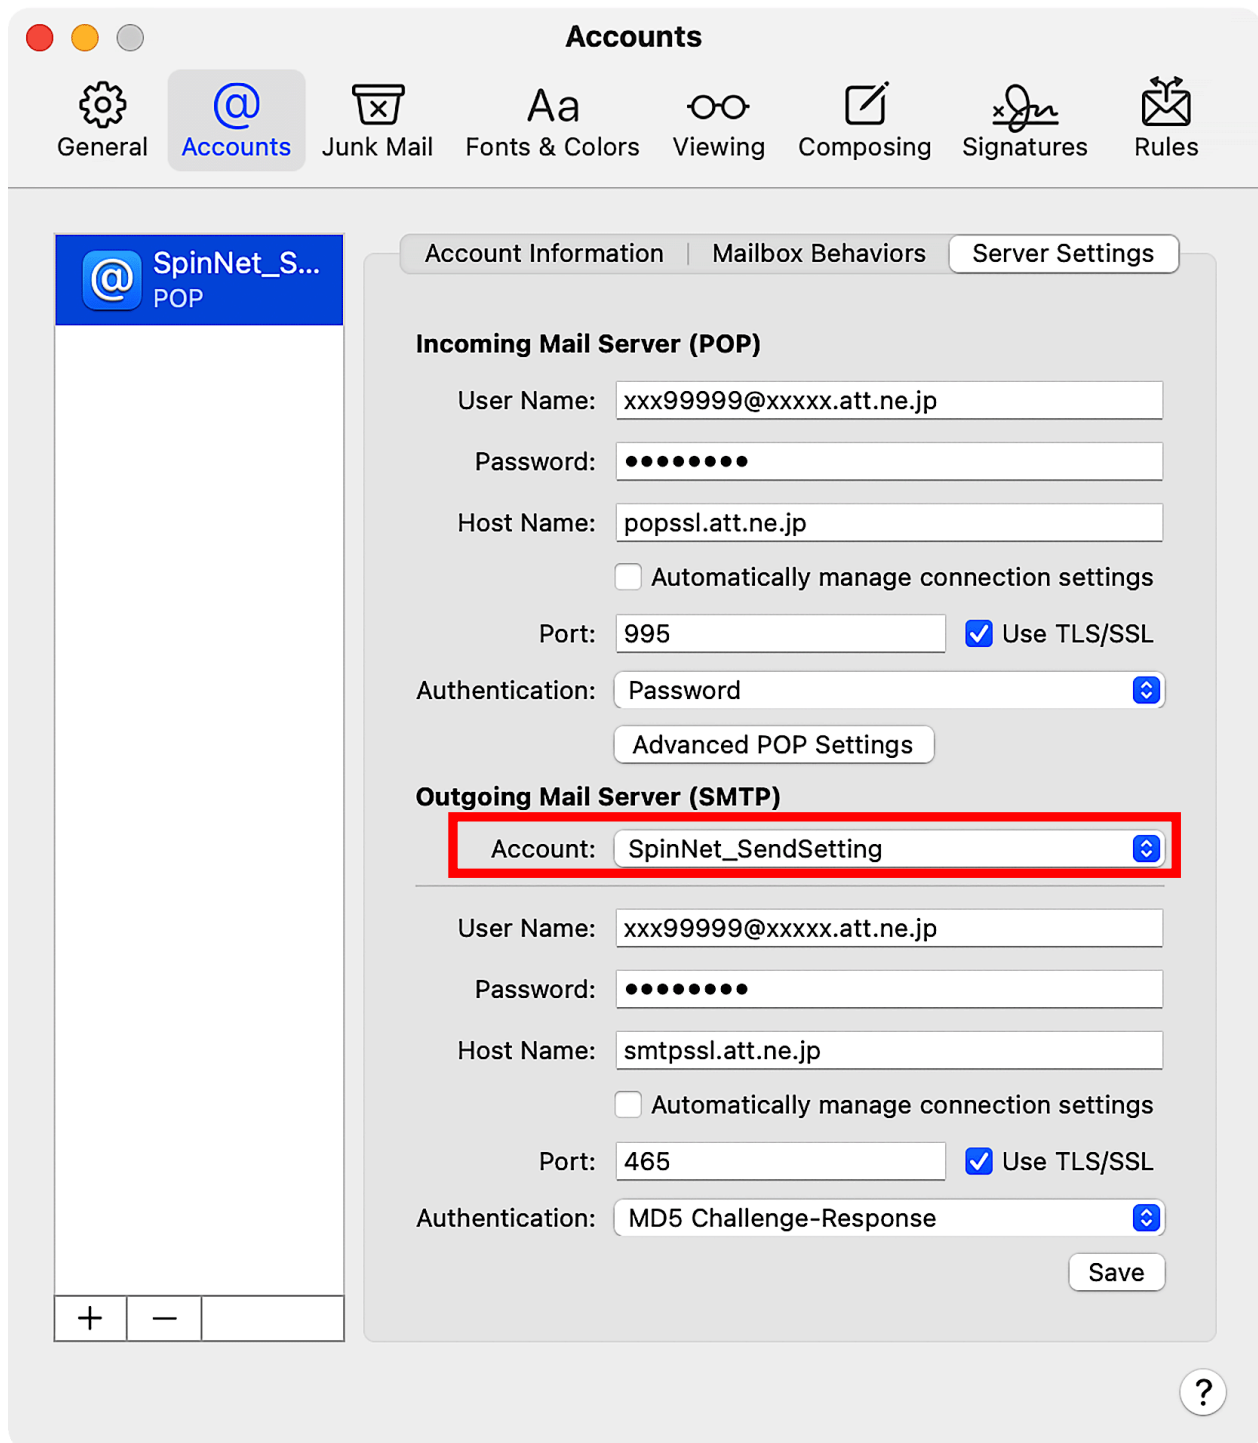 Accounts
General Accounts Junk Mail Fonts & Colors Viewing Composing Signatures Rules
SpinNet_S...
POP
Account Information Mailbox Behaviors Server Settings
Incoming Mail Server (POP)
User Name: xxx99999@xxxxx.att.ne.jp
Password: ••••••••
Host Name: popssl.att.ne.jp
Automatically manage connection settings
Port: 995 Use TLS/SSL
Authentication: Password
Advanced POP Settings
Outgoing Mail Server (SMTP)
Account: SpinNet_SendSetting
User Name: xxx99999@xxxxx.att.ne.jp
Password: ••••••••
Host Name: smtpssl.att.ne.jp
Automatically manage connection settings
Port: 465 Use TLS/SSL
Authentication: MD5 Challenge-Response
Save
?